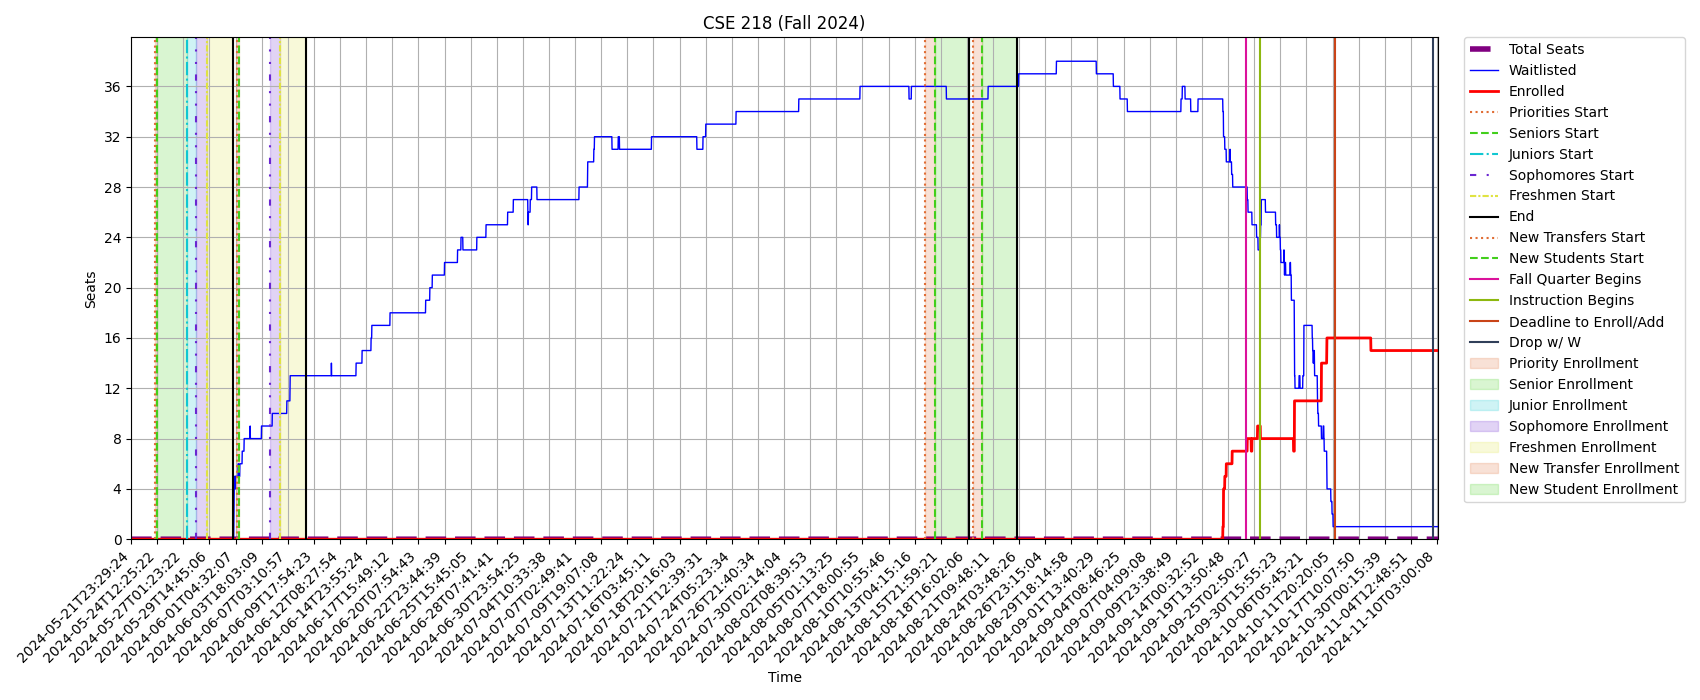 CSE 218 (Fall 2024)
Seats
36
32
28
24
20
16
12
8
4
0
2024-05-21T23:29:24
2024-05-24T12:25:22
2024-05-27T01:23:22
2024-05-29T14:45:06
2024-06-01T04:32:07
2024-06-03T18:03:09
2024-06-07T03:10:57
2024-06-09T17:54:23
2024-06-12T08:27:54
2024-06-14T23:55:24
2024-06-17T15:49:12
2024-06-20T07:54:43
2024-06-22T23:44:39
2024-06-25T15:45:05
2024-06-28T07:41:41
2024-06-30T23:54:25
2024-07-04T10:33:38
2024-07-07T02:49:41
2024-07-09T19:07:08
2024-07-13T11:22:24
2024-07-16T03:45:11
2024-07-18T20:16:03
2024-07-21T12:39:31
2024-07-24T05:23:34
2024-07-26T21:40:34
2024-07-30T02:14:04
2024-08-02T18:39:53
2024-08-05T10:13:25
2024-08-07T18:00:55
2024-08-10T10:55:46
2024-08-13T04:15:16
2024-08-15T21:59:21
2024-08-18T16:02:06
2024-08-21T09:48:11
2024-08-24T03:48:26
2024-08-26T23:15:04
2024-08-29T18:14:58
2024-09-01T13:40:29
2024-09-04T08:46:25
2024-09-07T04:09:08
2024-09-09T23:38:49
2024-09-14T00:32:52
2024-09-19T13:50:48
2024-09-25T02:50:27
2024-09-30T15:55:23
2024-10-06T05:45:21
2024-10-11T20:20:05
2024-10-17T10:07:50
2024-10-30T00:15:39
2024-11-04T12:48:51
2024-11-10T03:00:08
Time
Total Seats
Waitlisted
Enrolled
Priorities Start
Seniors Start
Juniors Start
Sophomores Start
Freshmen Start
End
New Transfers Start
New Students Start
Fall Quarter Begins
Instruction Begins
Deadline to Enroll/Add
Drop w/ W
Priority Enrollment
Senior Enrollment
Junior Enrollment
Sophomore Enrollment
Freshmen Enrollment
New Transfer Enrollment
New Student Enrollment